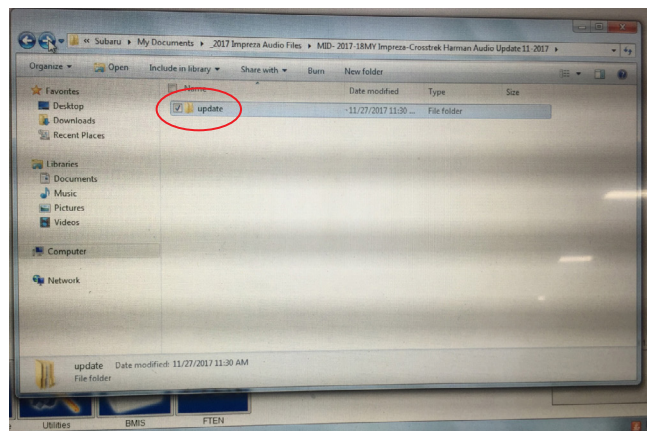 « Subaru ▸ My Documents ▸ _2017 Impreza Audio Files ▸ MID- 2017-18MY Impreza-Crosstrek Harman Audio Update 11-2017 ▸
Organize Open Include in library Share with Burn New folder
Favorites
Desktop
Downloads
Recent Places
Libraries
Documents
Music
Pictures
Videos
Computer
Network
Name Date modified Type Size
update 11/27/2017 11:30 ... File folder
update Date modified: 11/27/2017 11:30 AM
File folder
Utilities BMIS FTEN